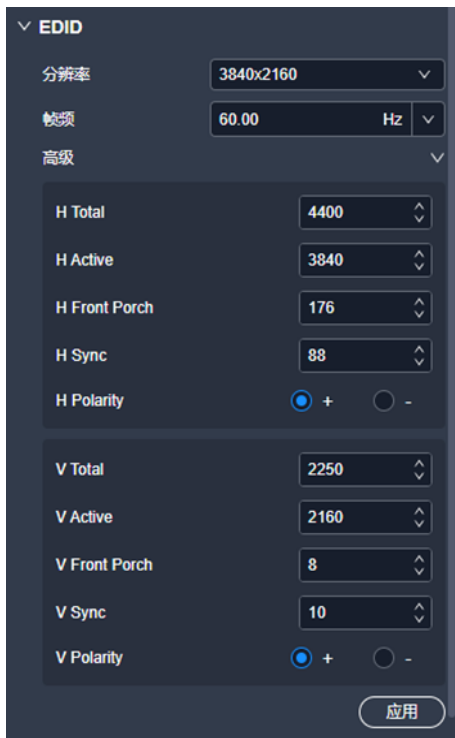 EDID
分辨率 3840x2160
帧频 60.00 Hz
高级
H Total 4400
H Active 3840
H Front Porch 176
H Sync 88
H Polarity + -
V Total 2250
V Active 2160
V Front Porch 8
V Sync 10
V Polarity + -
应用